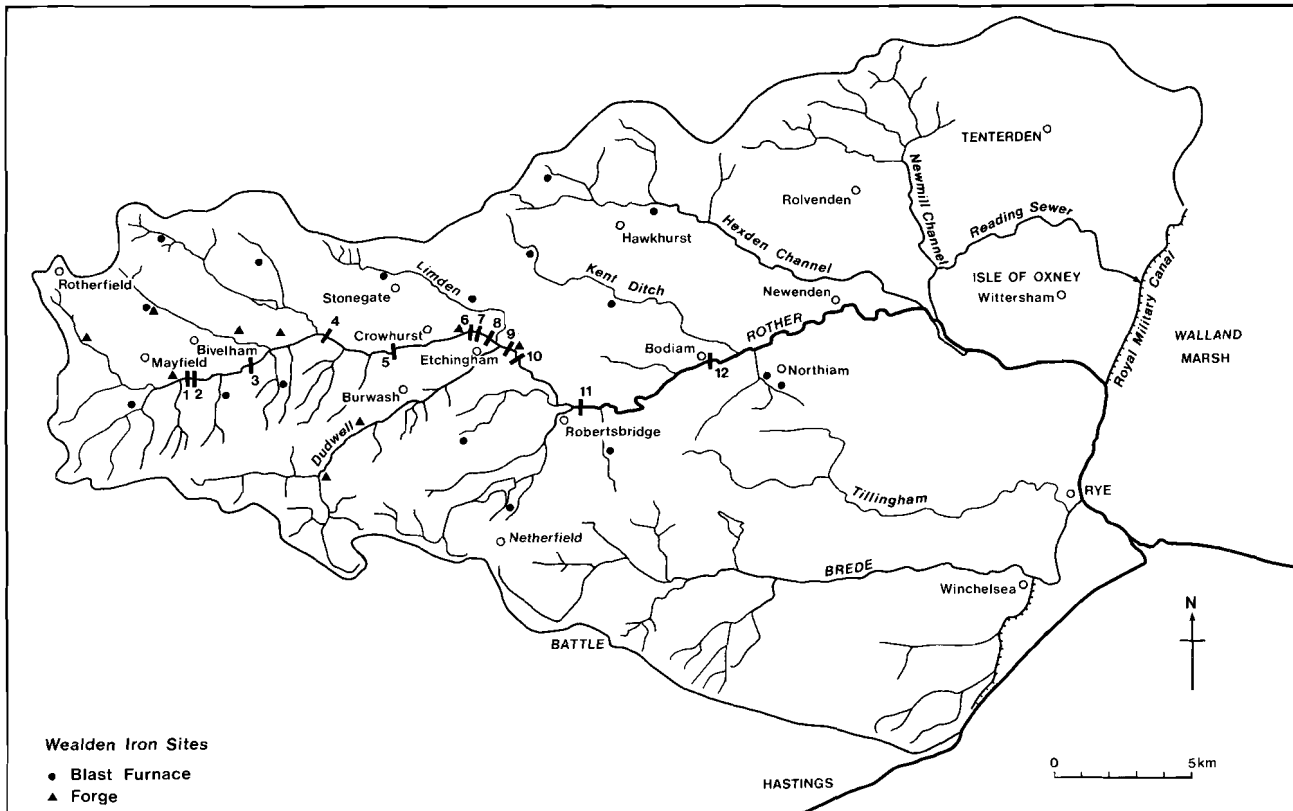 TENTERDEN
Newmill Channel
Rolvenden
Reading Sewer
Hawkhurst
Hexden Channel
Royal Military Canal
Rotherfield
Limden
Kent Ditch
ISLE OF OXNEY
Wittersham
Stonegate
Newenden
WALLAND
MARSH
4
Crowhurst
6
7
8
9
ROTHER
Bivelham
Mayfield
5
Etchingham
10
Bodiam
12
Northiam
1
2
3
Burwash
11
Robertsbridge
Dudwell
Tillingham
RYE
Netherfield
BREDE
Winchelsea
N
BATTLE
Wealden Iron Sites
Blast Furnace
Forge
HASTINGS
0
5km